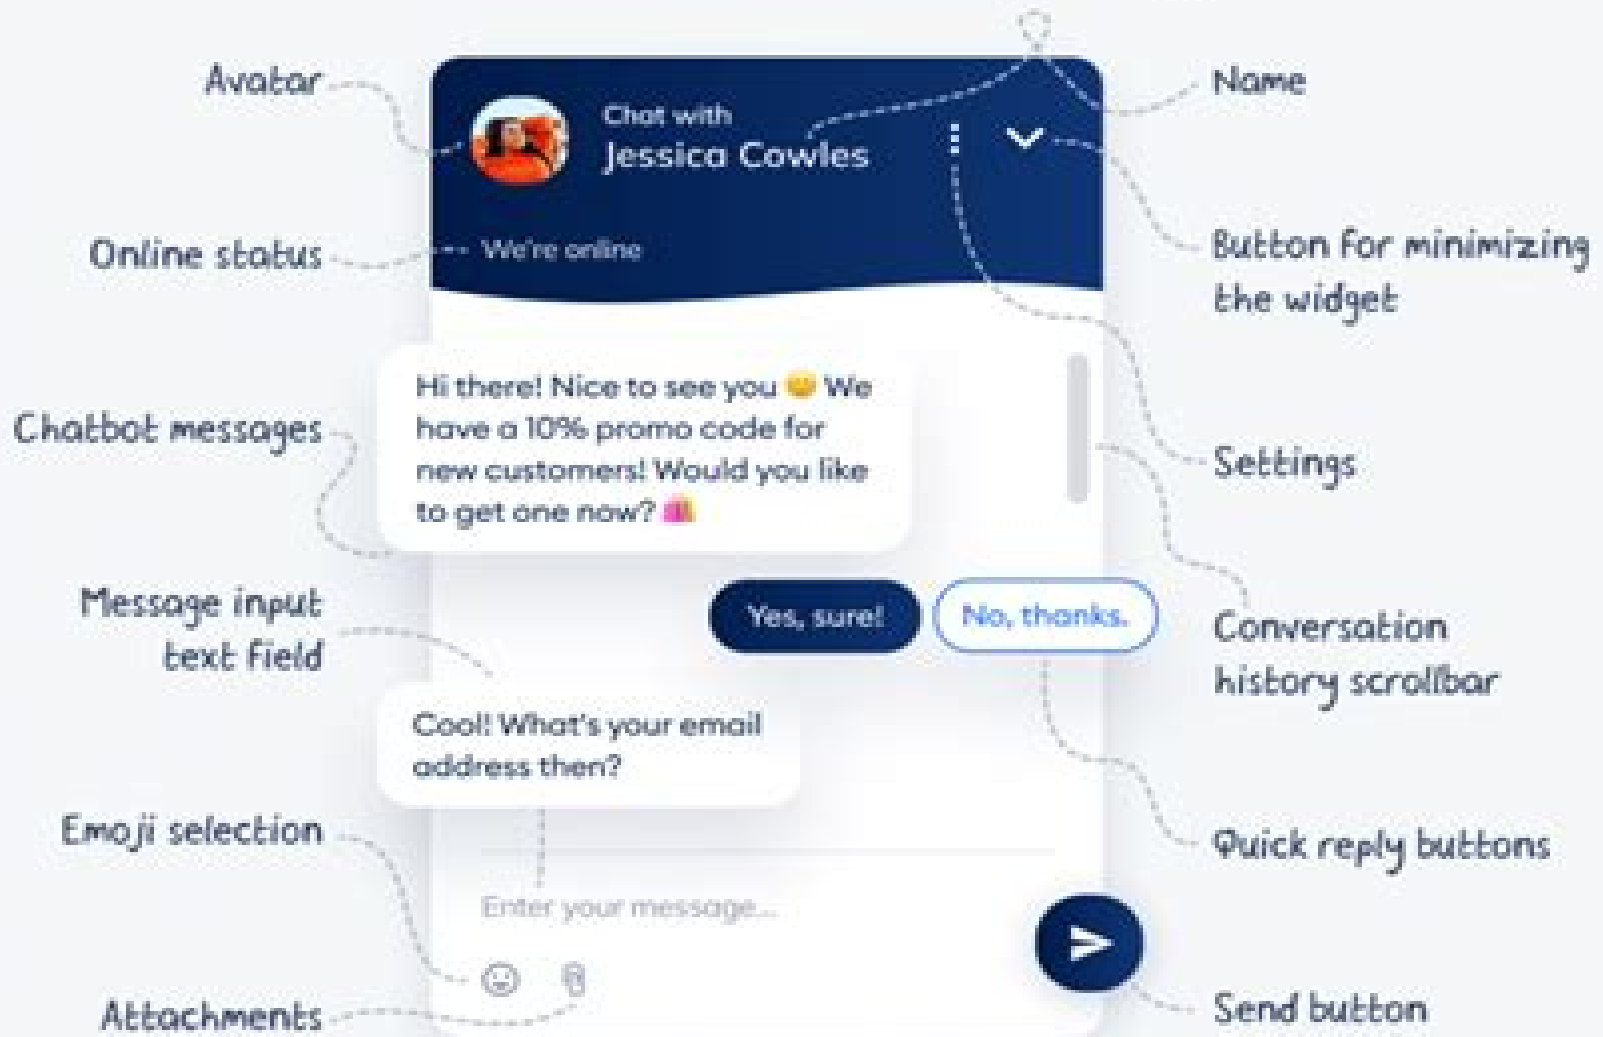 Avatar
Name
Chat with
Jessica Cowles
Online status
We're online
Button for minimizing
the widget
Chatbot messages
Hi there! Nice to see you 😊 We
have a 10% promo code for
new customers! Would you like
to get one now? 🛍️
Settings
Message input
text field
Yes, sure!
No, thanks.
Conversation
history scrollbar
Cool! What's your email
address then?
Emoji selection
Quick reply buttons
Enter your message...
Attachments
Send button